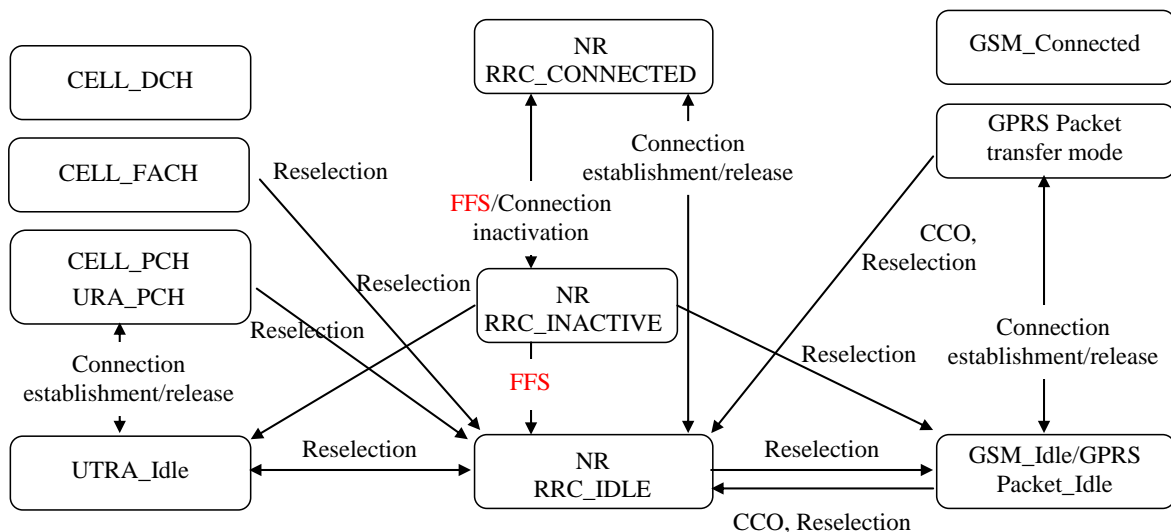 NR
RRC_CONNECTED
GSM_Connected
CELL_DCH
GPRS Packet
transfer mode
Connection
establishment/release
CELL_FACH
Reselection
FFS/Connection
inactivation
CCO,
Reselection
CELL_PCH
URA_PCH
Reselection
NR
RRC_INACTIVE
Reselection
Connection
establishment/release
Reselection
Connection
establishment/release
FFS
UTRA_Idle
Reselection
NR
RRC_IDLE
Reselection
GSM_Idle/GPRS
Packet_Idle
CCO, Reselection